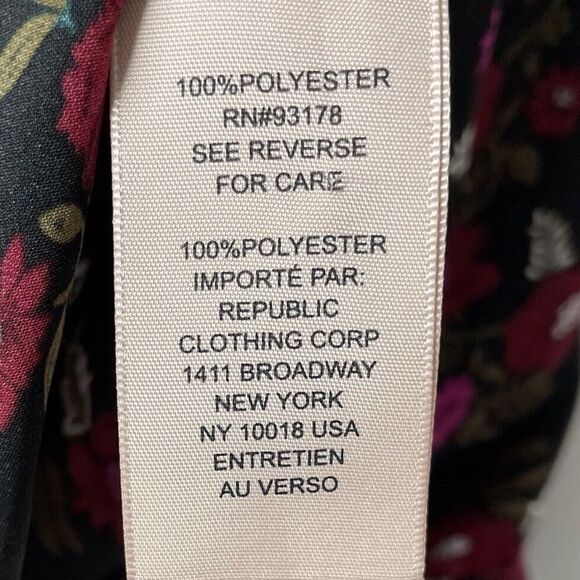 100%POLYESTER
RN#93178
SEE REVERSE
FOR CARE
100%POLYESTER
IMPORTÉ PAR:
REPUBLIC
CLOTHING CORP
1411 BROADWAY
NEW YORK
NY 10018 USA
ENTRETIEN
AU VERSO